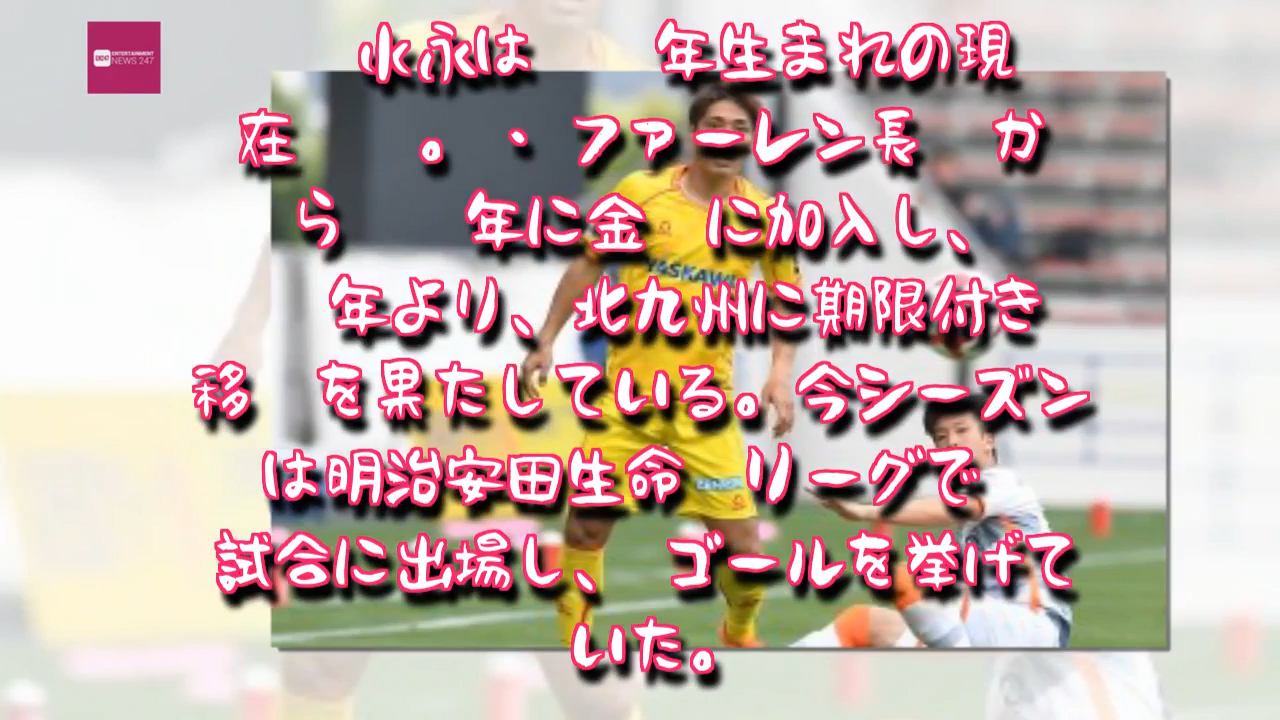 ENTERTAINMENT
NEWS 247
水永は 年生まれの現
在 。・ファーレン長 か
ら 年に金 に加入し、
年より、北九州に期限付き
移 を果たしている。今シーズン
は明治安田生命 リーグで
試合に出場し、 ゴールを挙げて
いた。
YASKAWA